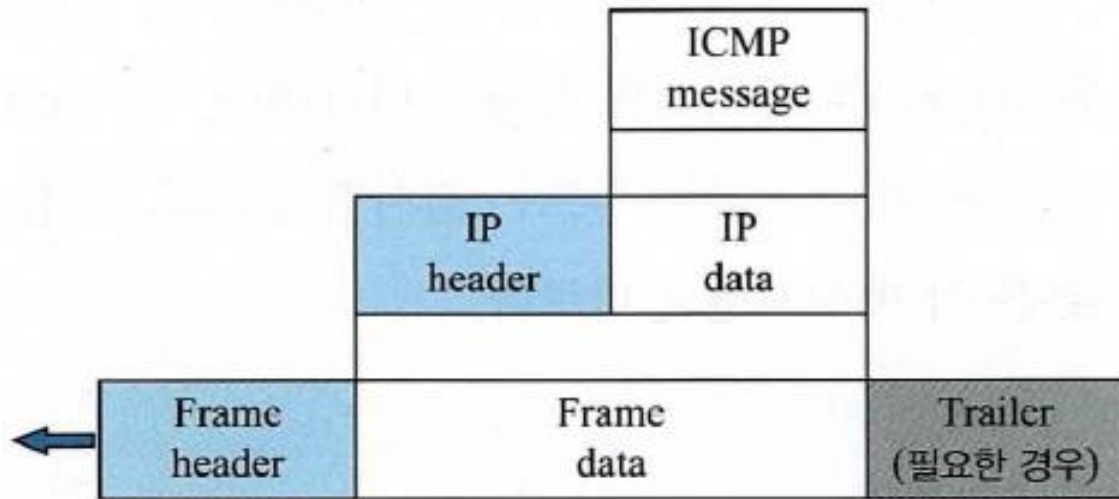 ICMP
message
IP
header
IP
data
Frame
header
Frame
data
Trailer
(필요한 경우)